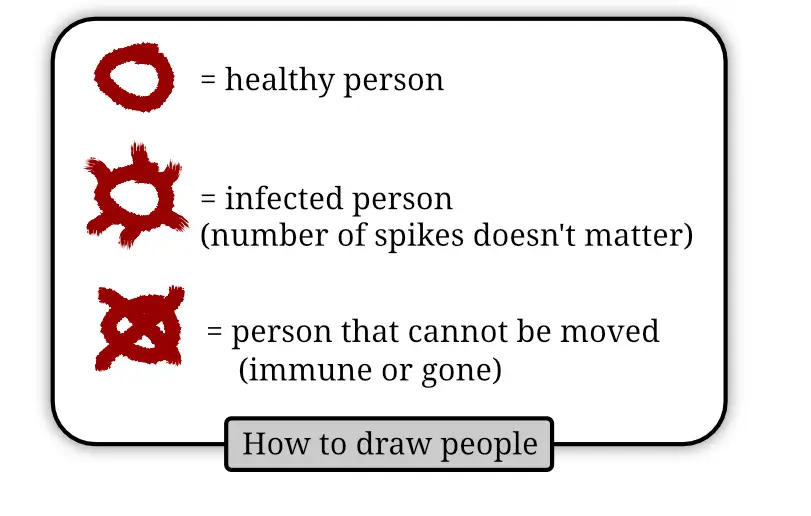 = healthy person
= infected person
(number of spikes doesn't matter)
= person that cannot be moved
(immune or gone)
How to draw people